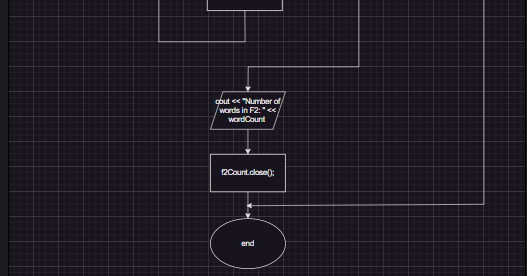 cout << "Number of
words in F2: " <<
wordCount
f2Count.close();
end